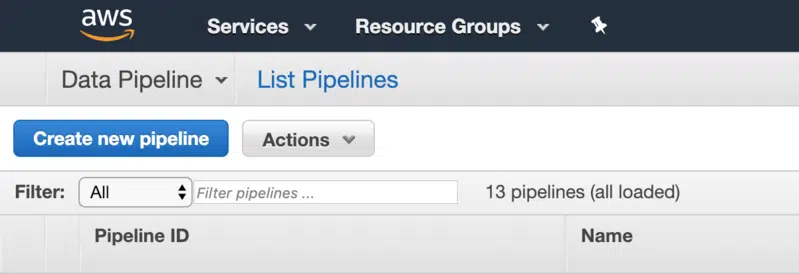 aws Services Resource Groups
Data Pipeline List Pipelines
Create new pipeline Actions
Filter: All Filter pipelines ... 13 pipelines (all loaded)
Pipeline ID Name